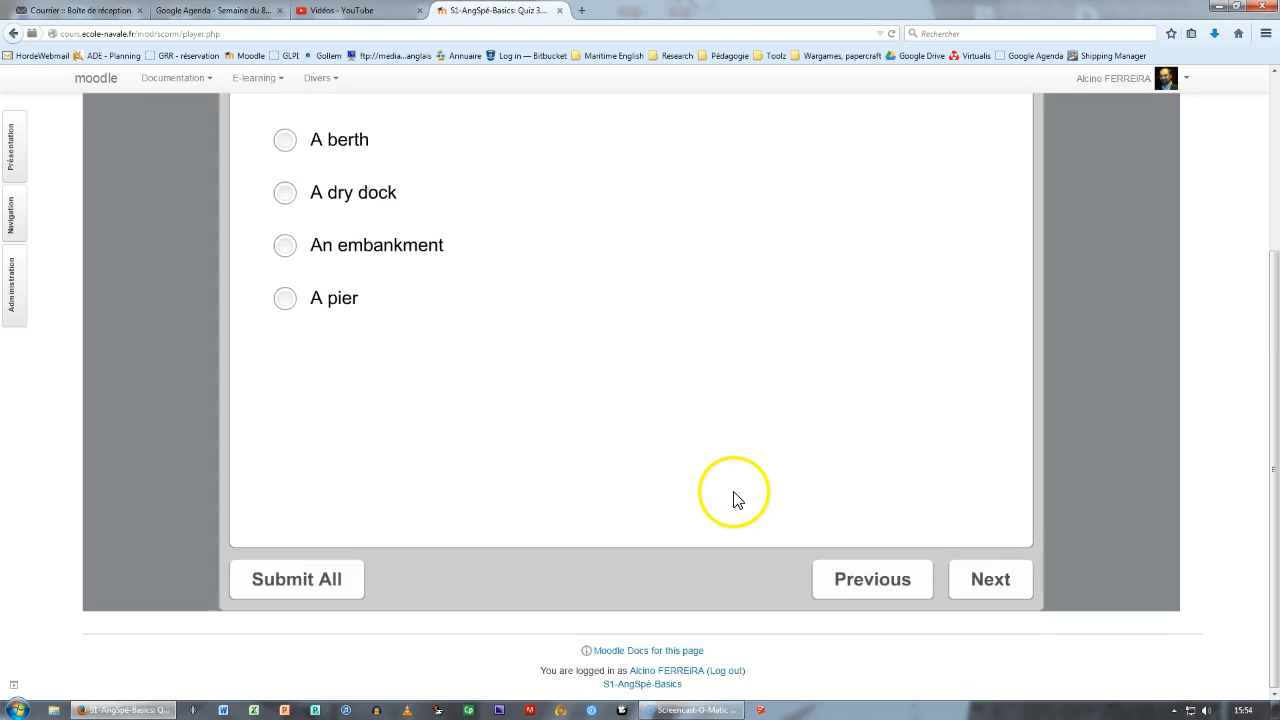 Courrier :: Boîte de réception
Google Agenda - Semaine du 8...
Vidéos - YouTube
S1-AngSpé-Basics: Quiz 3...
cours.ecole-navale.fr/mod/scorm/player.php
Rechercher
HordeWebmail
ADE - Planning
GRR - réservation
Moodle
GLPI
Gollem
ftp://media...anglais
Annuaire
Log in — Bitbucket
Maritime English
Research
Pédagogie
Toolz
Wargames, papercraft
Google Drive
Virtualis
Google Agenda
Shipping Manager
moodle
Documentation
E-learning
Divers
Alcino FERREIRA
Présentation
Navigation
Administration
A berth
A dry dock
An embankment
A pier
Submit All
Previous
Next
Moodle Docs for this page
You are logged in as Alcino FERREIRA (Log out)
S1-AngSpé-Basics
S1-AngSpé-Basics: Q...
Screencast-O-Matic ...
15:54